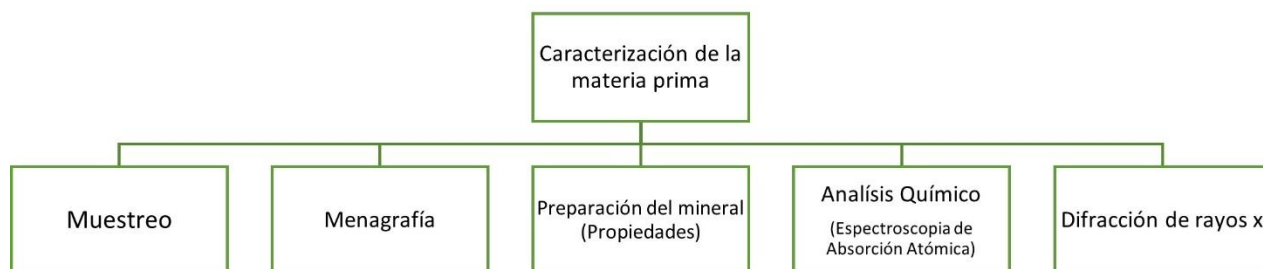 Caracterización de la
materia prima
Muestreo
Menagrafía
Preparación del mineral
(Propiedades)
Analísis Químico
(Espectroscopia de
Absorción Atómica)
Difracción de rayos x